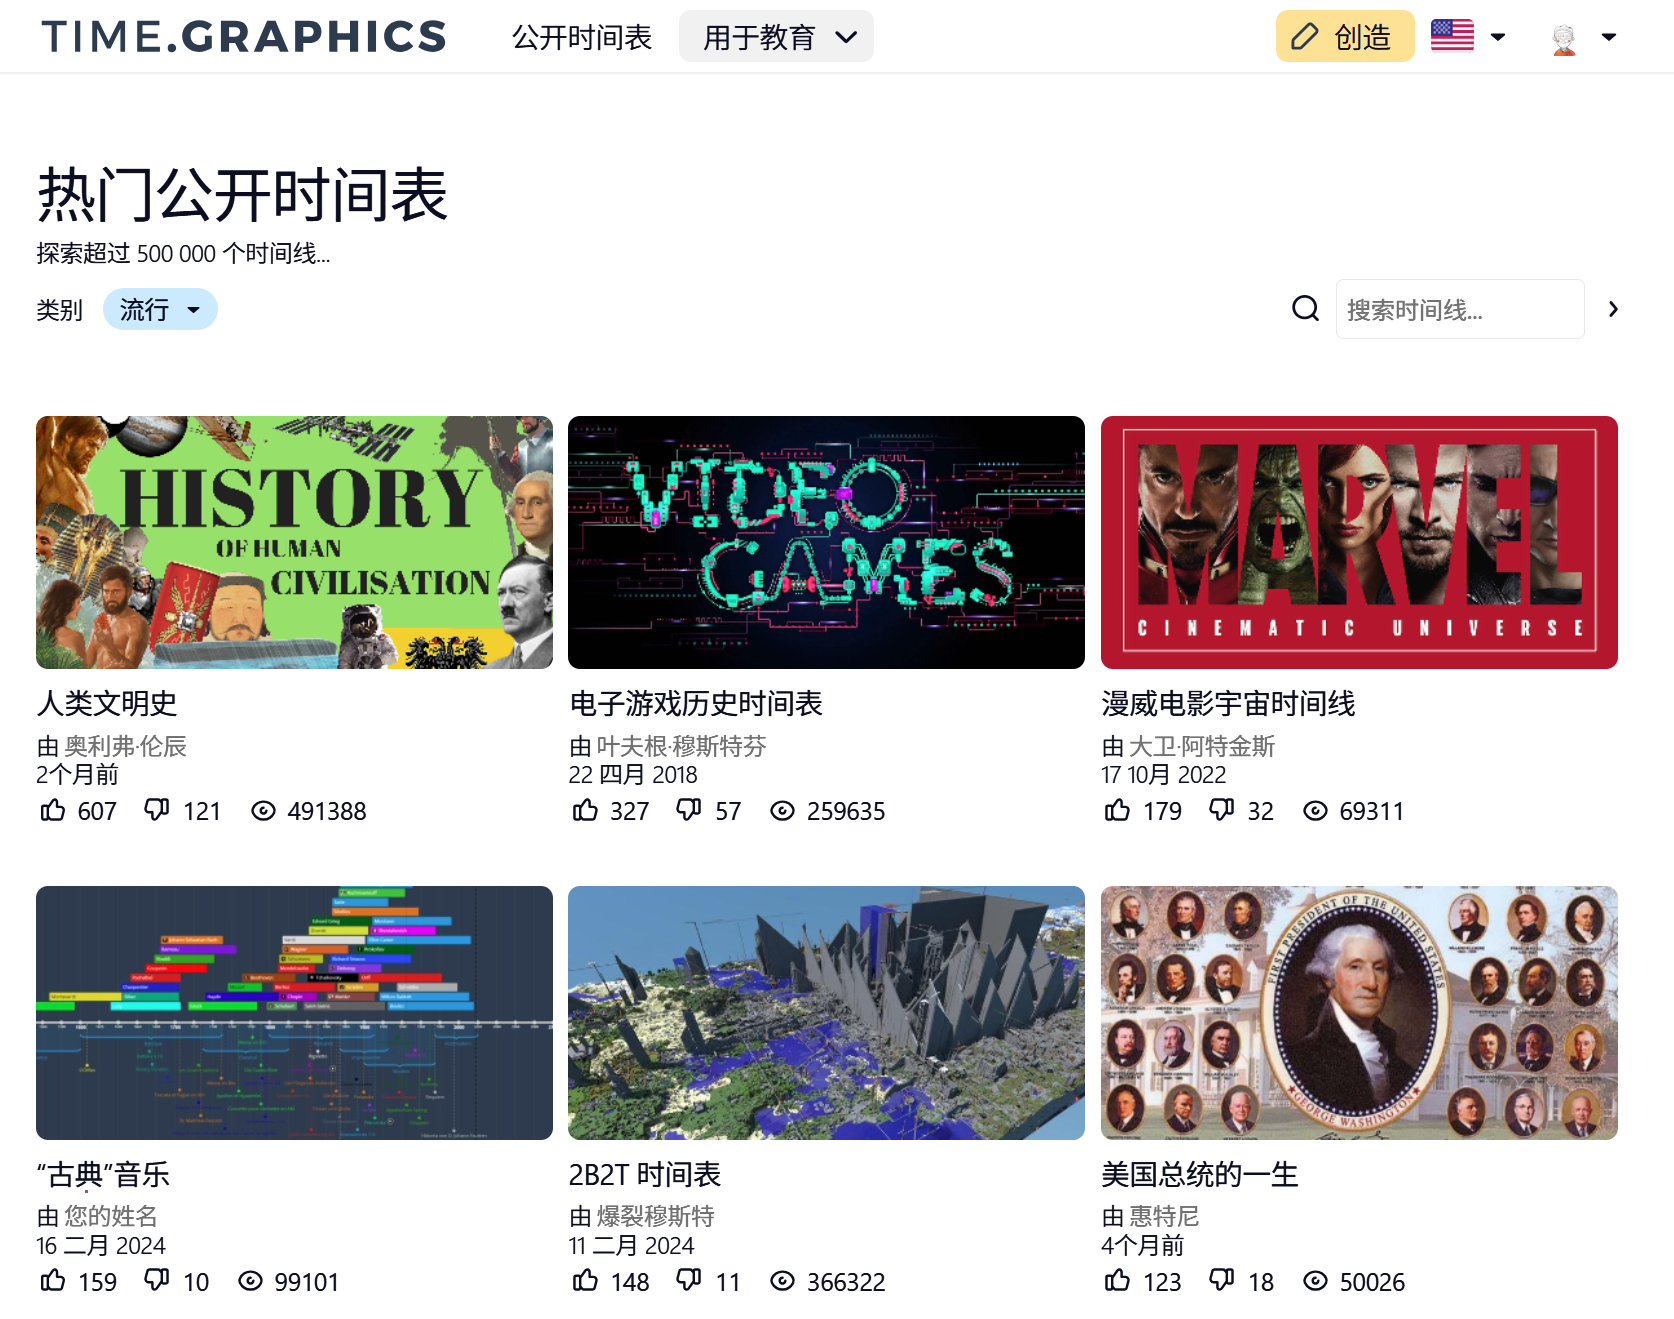 TIME.GRAPHICS
公开时间表
用于教育
创造
热门公开时间表
探索超过 500 000 个时间线...
类别
流行
搜索时间线...
HISTORY
OF HUMAN
CIVILISATION
VIDEO
GAMES
MARVEL
CINEMATIC UNIVERSE
人类文明史
由 奥利弗·伦辰
2个月前
607 121 491388
电子游戏历史时间表
由 叶夫根·穆斯特芬
22 四月 2018
327 57 259635
漫威电影宇宙时间线
由 大卫·阿特金斯
17 10月 2022
179 32 69311
FIRST PRESIDENT OF THE UNITED STATES
GEORGE WASHINGTON
“古典”音乐
由 您的姓名
16 二月 2024
159 10 99101
2B2T 时间表
由 爆裂穆斯特
11 二月 2024
148 11 366322
美国总统的一生
由 惠特尼
4个月前
123 18 50026